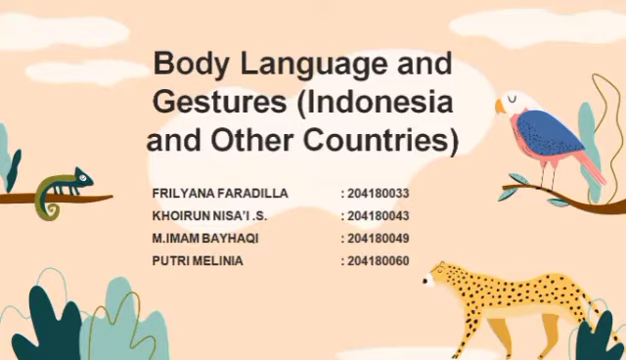 Body Language and
Gestures (Indonesia
and Other Countries)
FRILYANA FARADILLA : 204180033
KHOIRUN NISA'I .S. : 204180043
M.IMAM BAYHAQI : 204180049
PUTRI MELINIA : 204180060